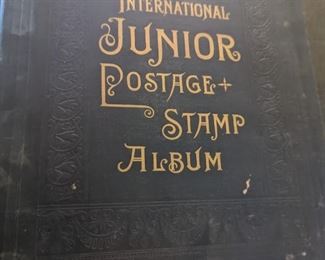 INTERNATIONAL
JUNIOR
POSTAGE
STAMP
ALBUM